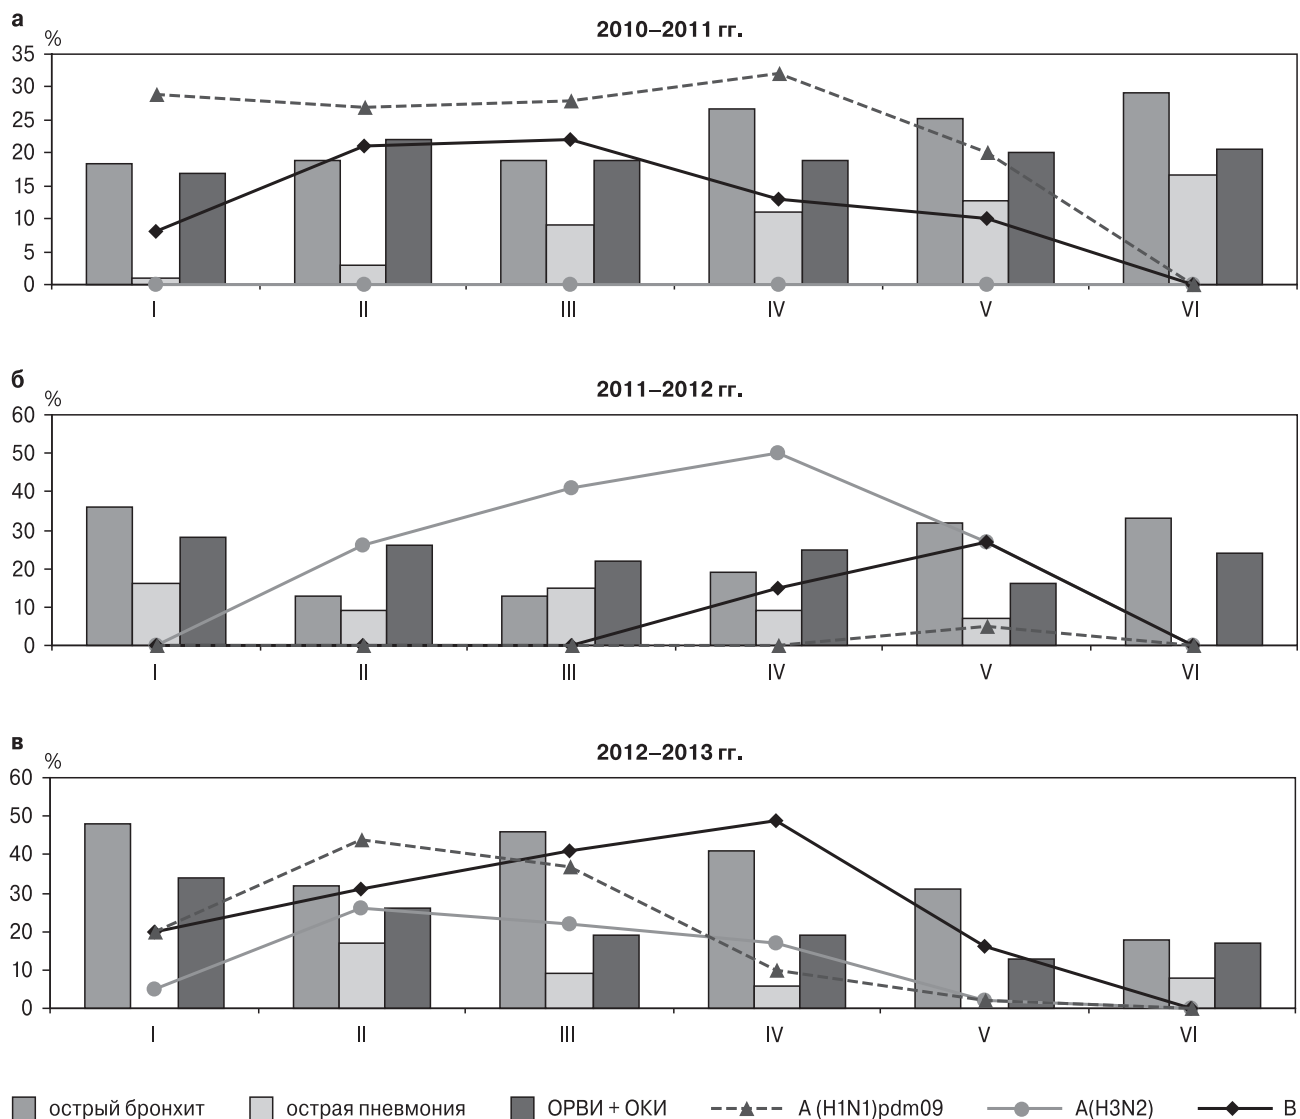 а
2010–2011 гг.
%
35
30
25
20
15
10
5
0
I II III IV V VI
б
2011–2012 гг.
%
60
50
40
30
20
10
0
I II III IV V VI
в
2012–2013 гг.
%
60
50
40
30
20
10
0
I II III IV V VI
острый бронхит острая пневмония ОРВИ + ОКИ A (H1N1)pdm09 A(H3N2) B